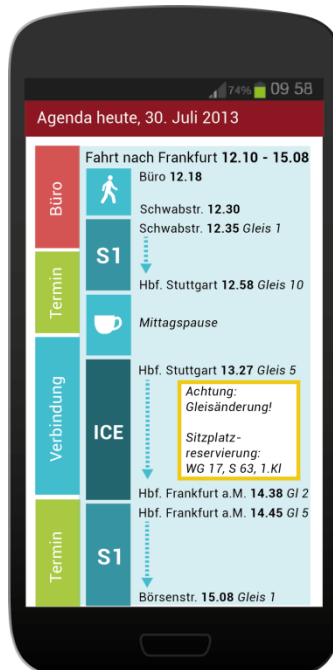 74% 09 58
Agenda heute, 30. Juli 2013
Büro
Termin
Verbindung
Termin
Fahrt nach Frankfurt 12.10 - 15.08
Büro 12.18
Schwabstr. 12.30
Schwabstr. 12.35 Gleis 1
S1
Hbf. Stuttgart 12.58 Gleis 10
Mittagspause
Hbf. Stuttgart 13.27 Gleis 5
Achtung:
Gleisänderung!
Sitzplatz-
reservierung:
WG 17, S 63, 1.Kl
ICE
Hbf. Frankfurt a.M. 14.38 Gl 2
Hbf. Frankfurt a.M. 14.45 Gl 5
S1
Börsenstr. 15.08 Gleis 1